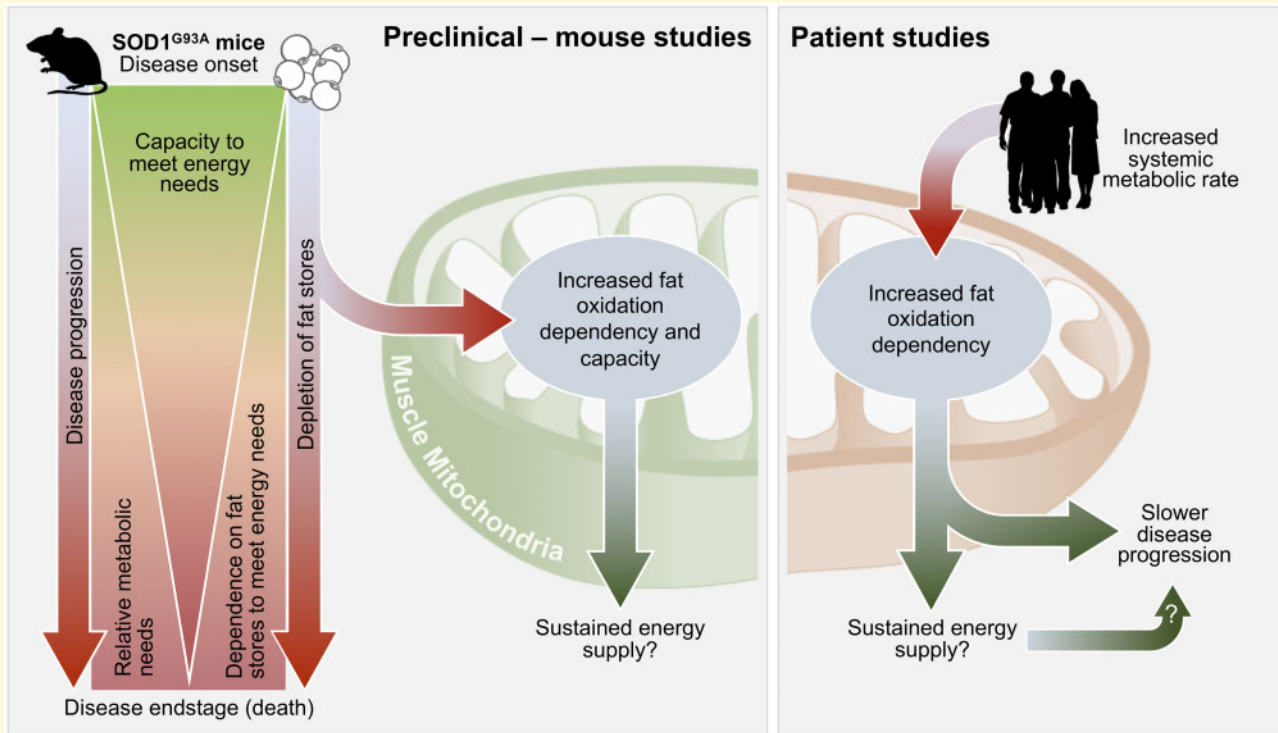 SOD1ᴳ⁹³ᴬ mice
Disease onset
Capacity to
meet energy
needs
Disease progression
Depletion of fat stores
Relative metabolic
needs
Dependence on fat
stores to meet energy needs
Disease endstage (death)
Preclinical – mouse studies
Increased fat
oxidation
dependency and
capacity
Muscle Mitochondria
Sustained energy
supply?
Patient studies
Increased
systemic
metabolic rate
Increased fat
oxidation
dependency
Slower
disease
progression
Sustained energy
supply?
?